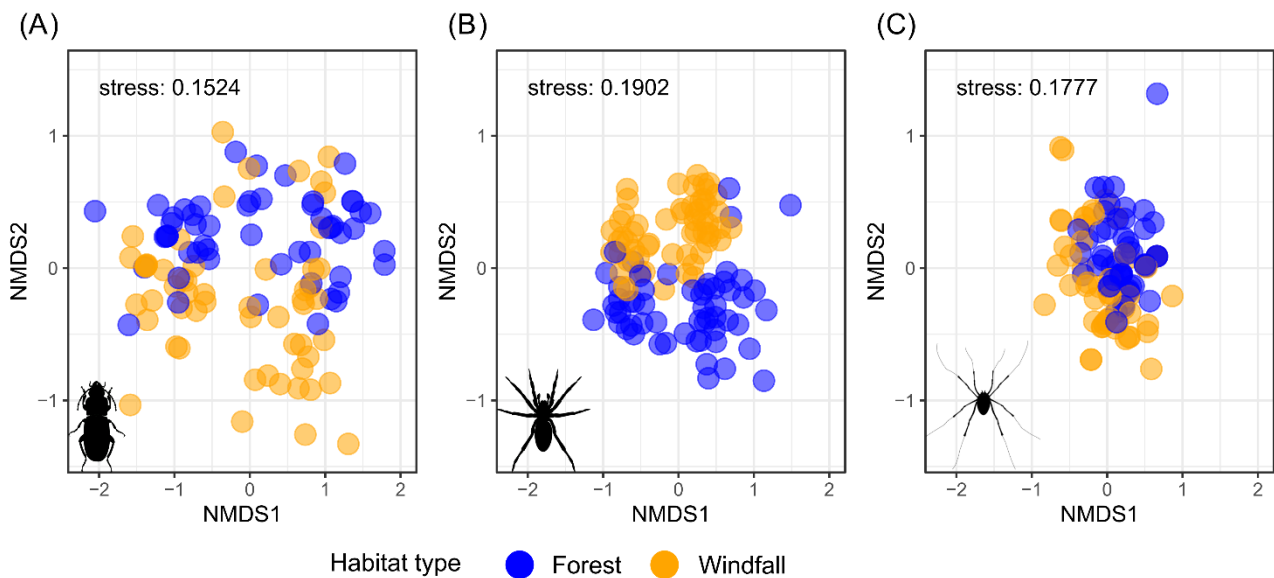 (A) (B) (C)
stress: 0.1524 stress: 0.1902 stress: 0.1777
NMDS2 NMDS2 NMDS2
1 1 1
0 0 0
−1 −1 −1
−2 −1 0 1 2 −2 −1 0 1 2 −2 −1 0 1 2
NMDS1 NMDS1 NMDS1
Habitat type Forest Windfall